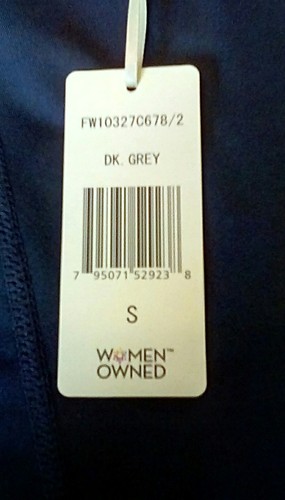 FW10327C678/2
DK. GREY
7 95071 52923 8
S
WOMEN™
OWNED